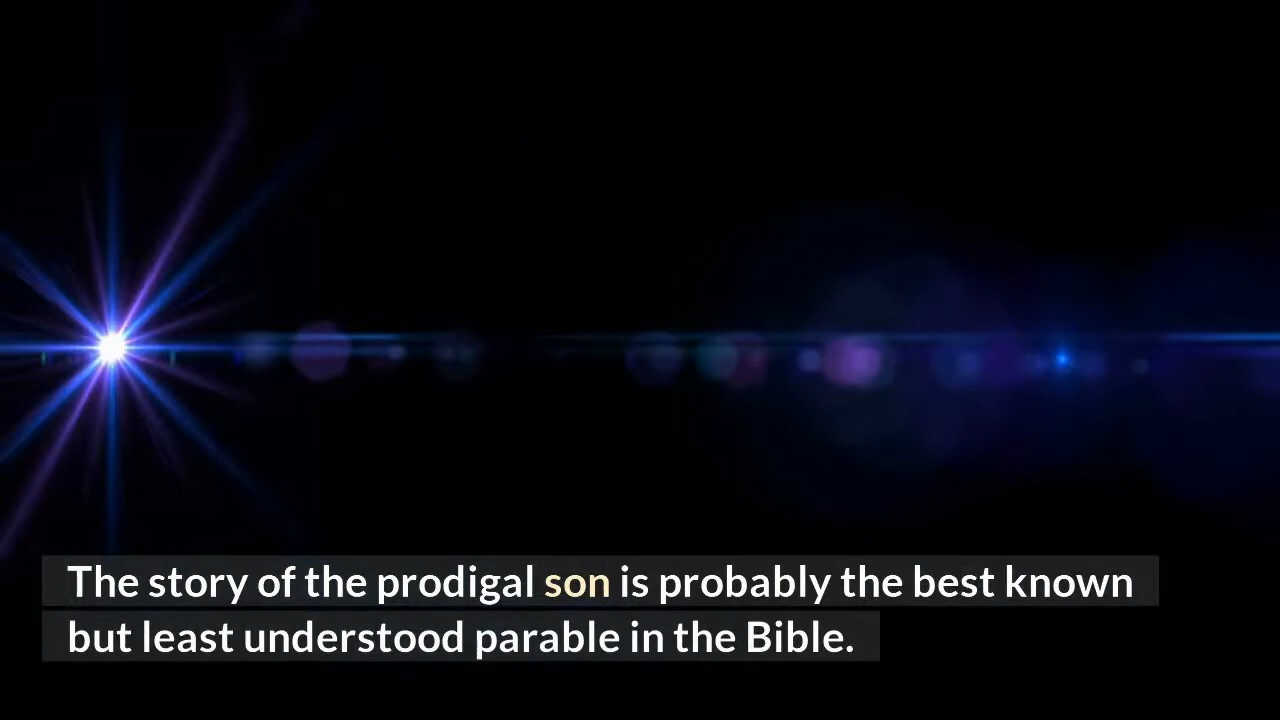 The story of the prodigal son is probably the best known
but least understood parable in the Bible.